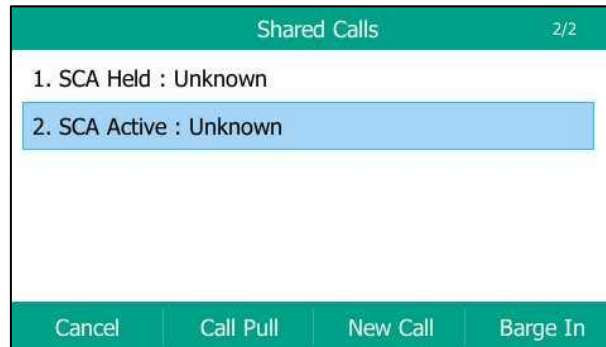 Shared Calls 2/2
1. SCA Held : Unknown
2. SCA Active : Unknown
Cancel Call Pull New Call Barge In